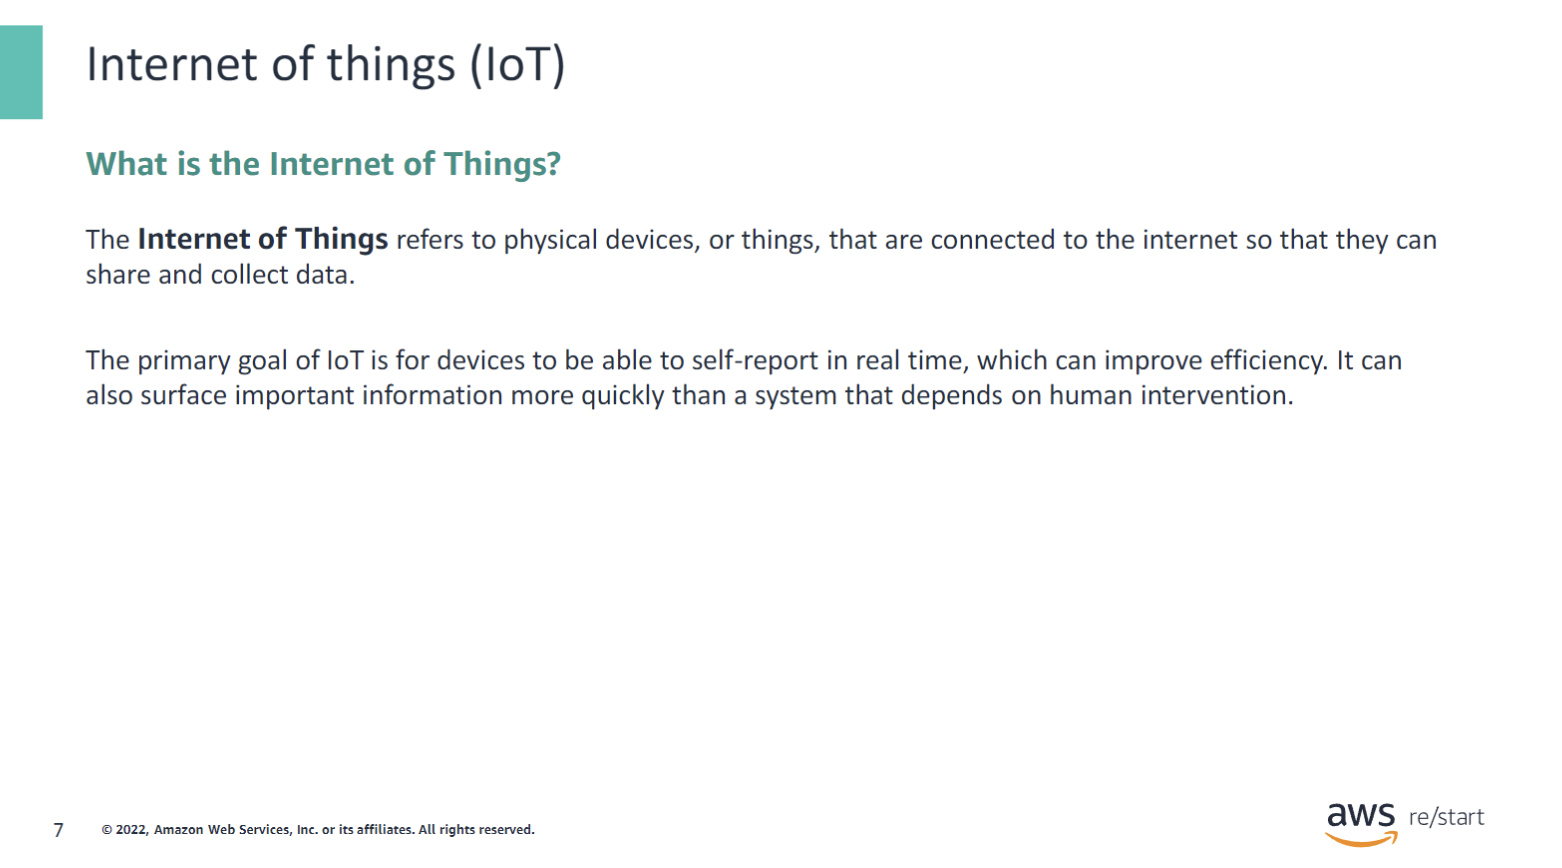 Internet of things (IoT)
What is the Internet of Things?
The Internet of Things refers to physical devices, or things, that are connected to the internet so that they can
share and collect data.
The primary goal of IoT is for devices to be able to self-report in real time, which can improve efficiency. It can
also surface important information more quickly than a system that depends on human intervention.
7 © 2022, Amazon Web Services, Inc. or its affiliates. All rights reserved.
aws re/start